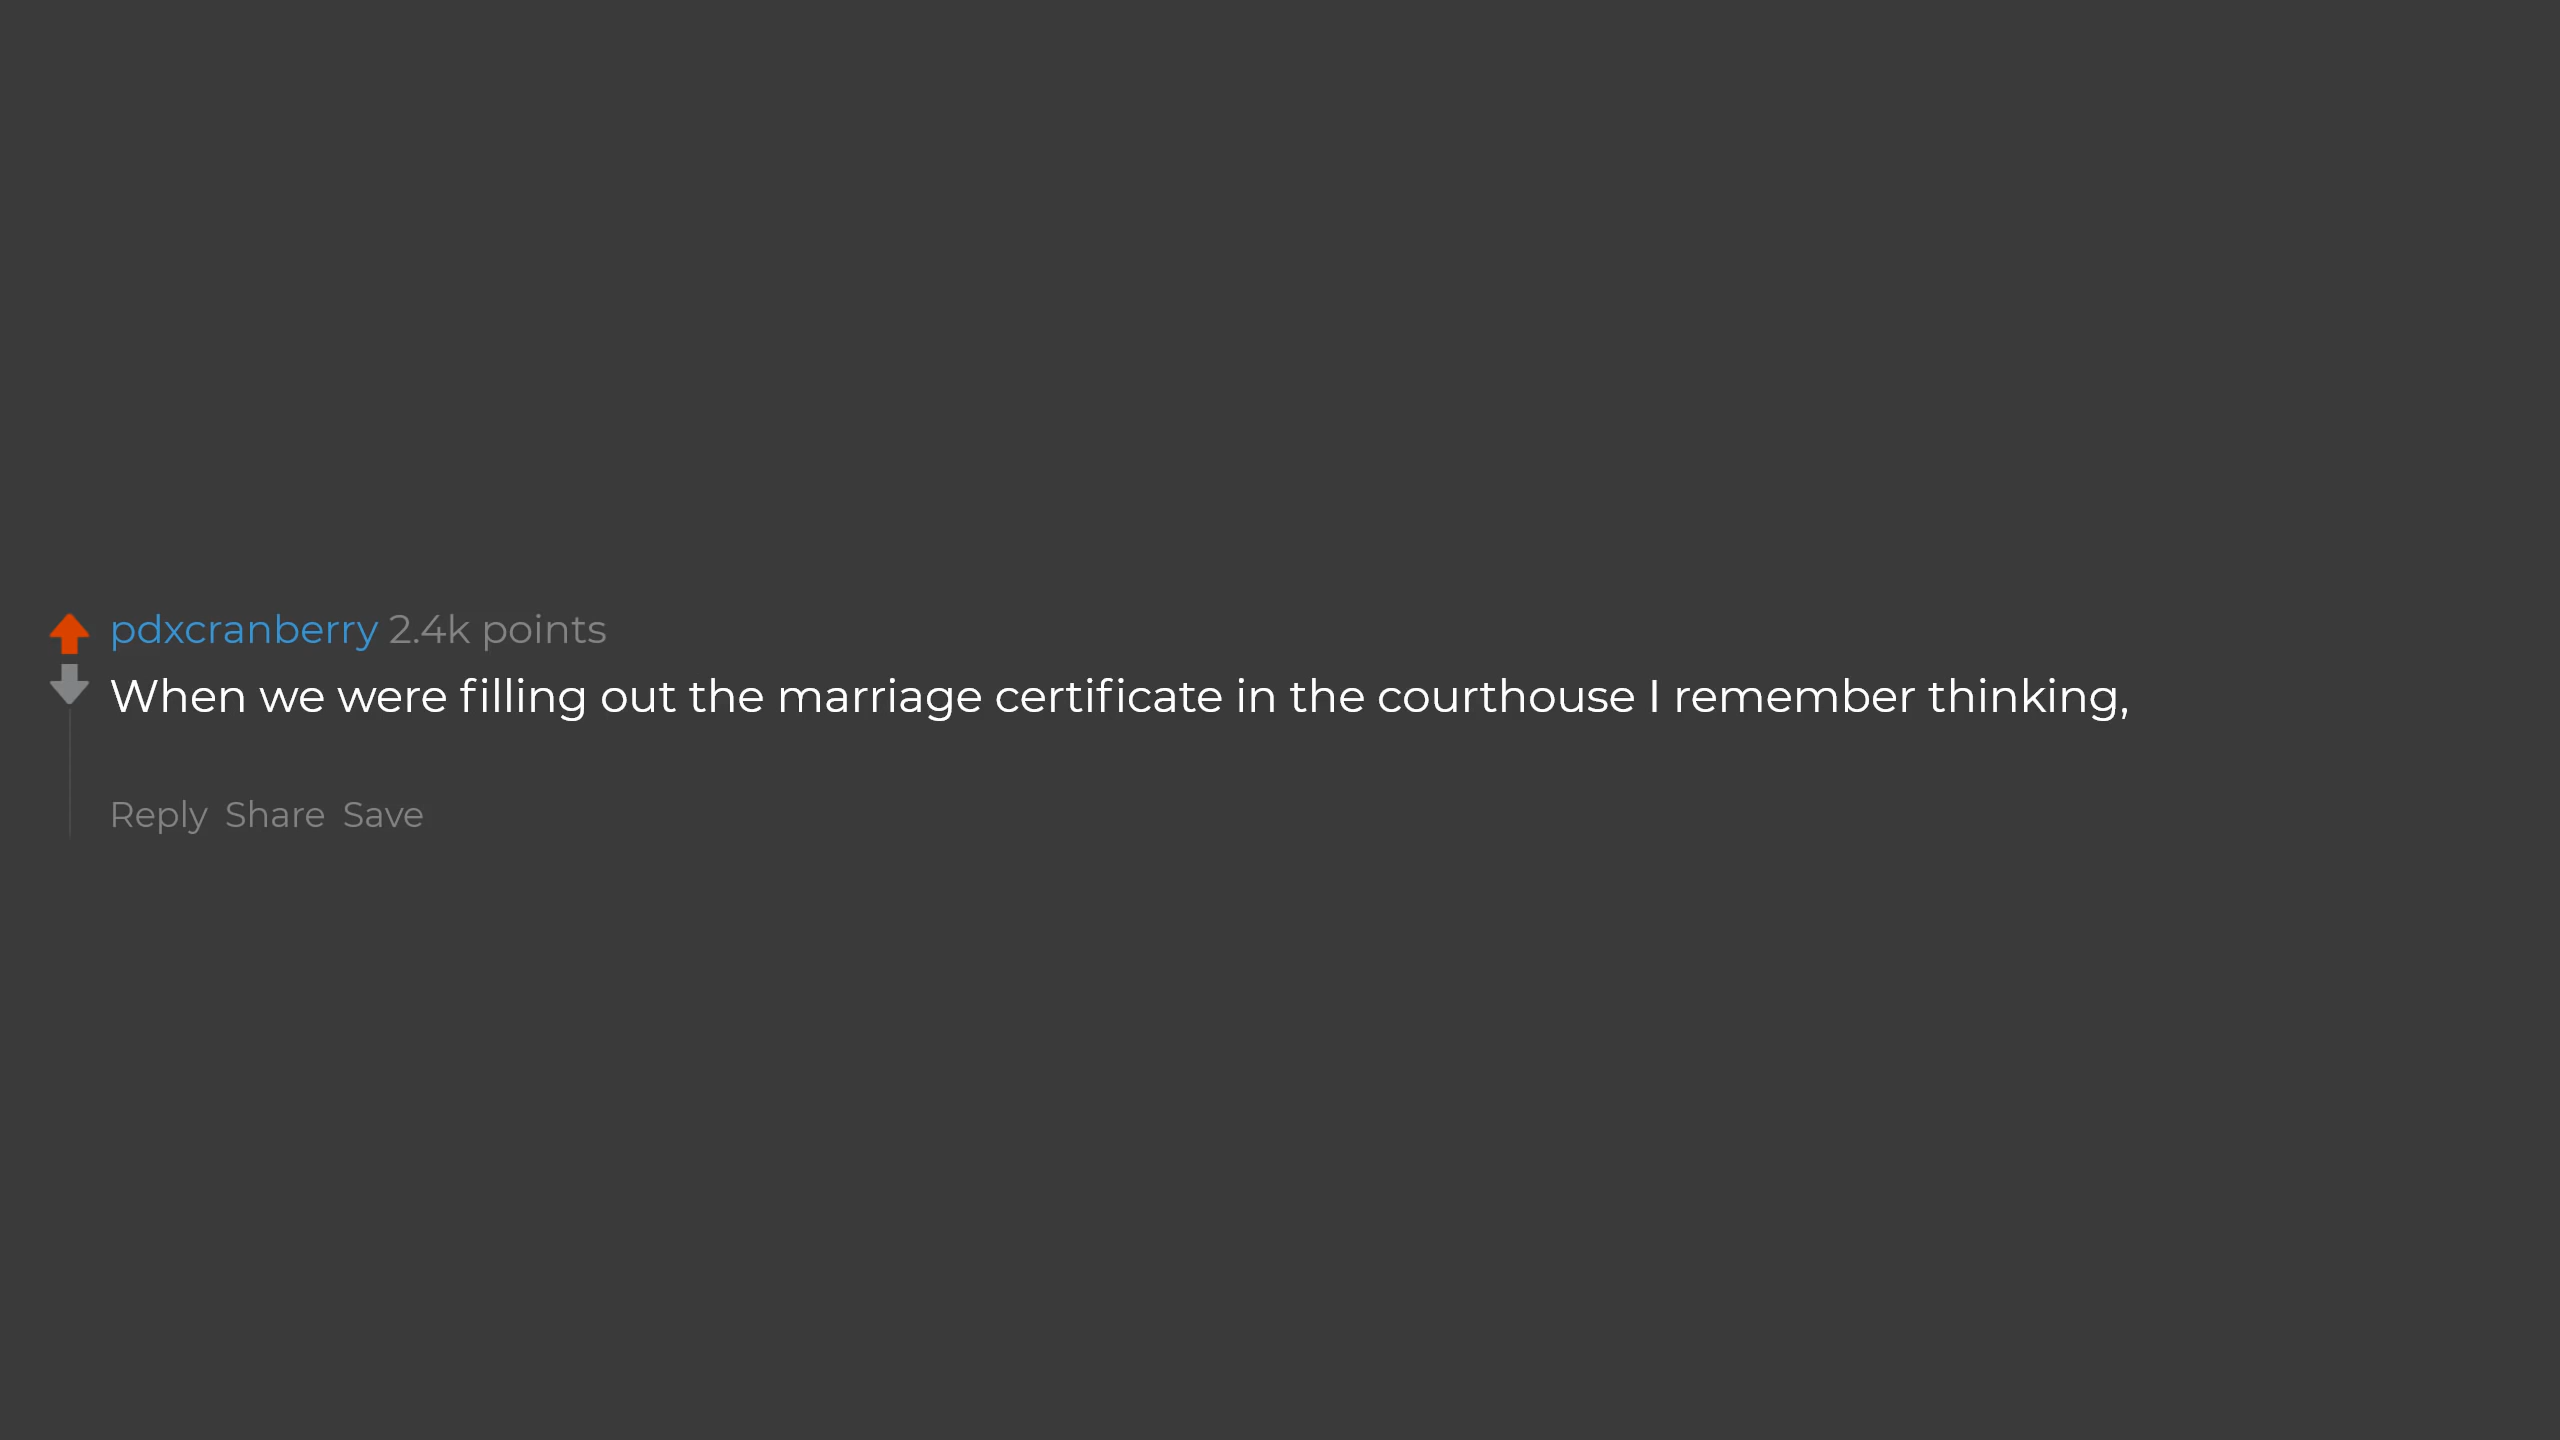 pdxcranberry 2.4k points
When we were filling out the marriage certificate in the courthouse I remember thinking,
Reply Share Save